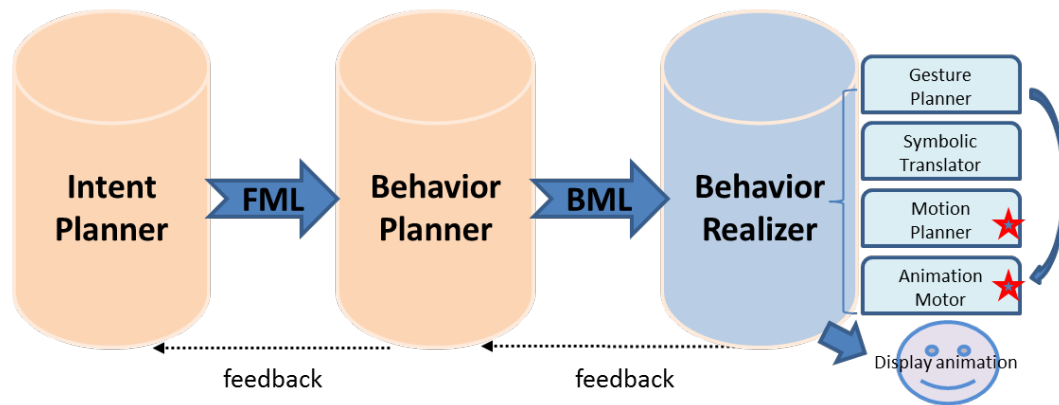 Intent
Planner
FML
Behavior
Planner
BML
Behavior
Realizer
Gesture
Planner
Symbolic
Translator
Motion
Planner
Animation
Motor
Display animation
feedback
feedback